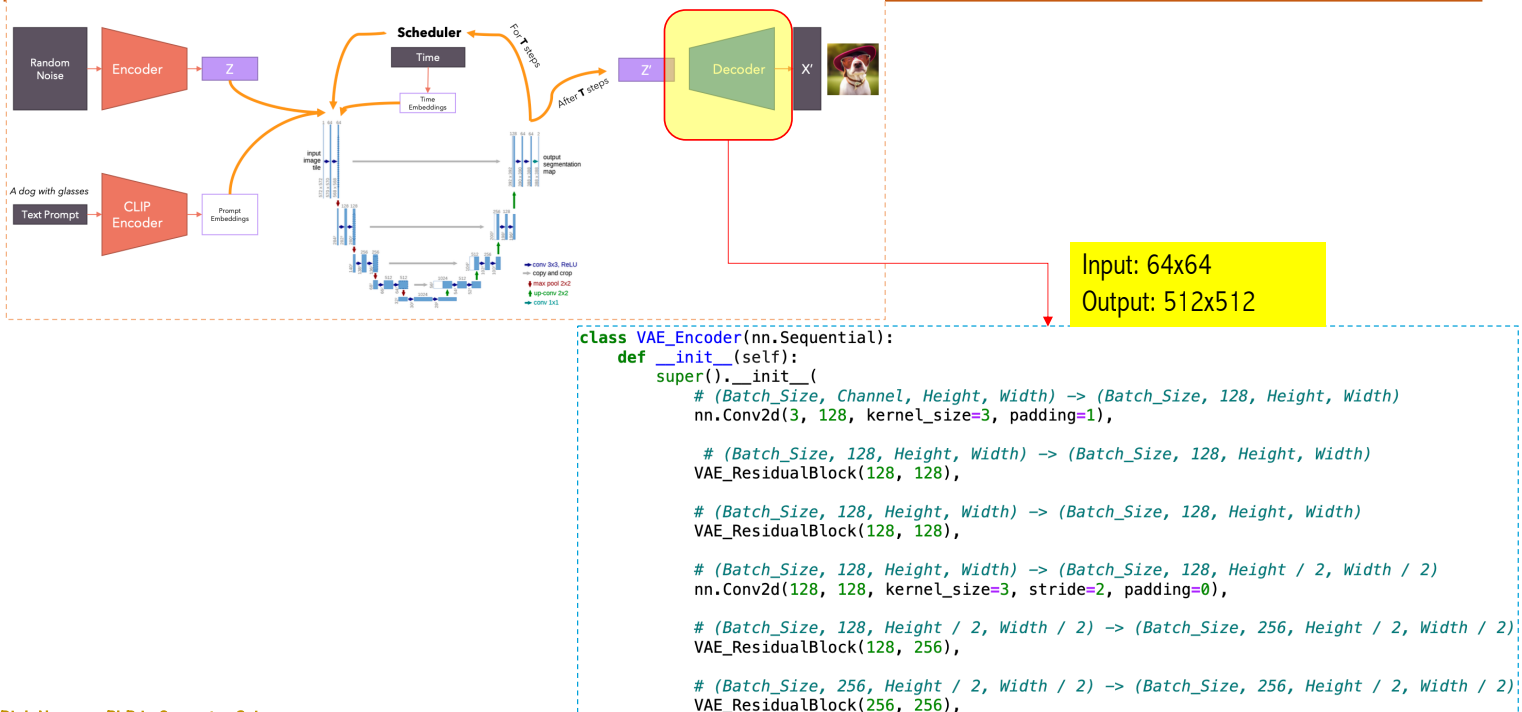 Random
Noise
Encoder
Z
Scheduler
Time
Time
Embeddings
For T steps
After T steps
Z'
Decoder
X'
A dog with glasses
Text Prompt
CLIP
Encoder
Prompt
Embeddings
input
image
tile
output
segmentation
map
conv 3x3, ReLU
copy and crop
max pool 2x2
up-conv 2x2
conv 1x1
Input: 64x64
Output: 512x512
class VAE_Encoder(nn.Sequential):
def __init__(self):
super().__init__(
# (Batch_Size, Channel, Height, Width) -> (Batch_Size, 128, Height, Width)
nn.Conv2d(3, 128, kernel_size=3, padding=1),
# (Batch_Size, 128, Height, Width) -> (Batch_Size, 128, Height, Width)
VAE_ResidualBlock(128, 128),
# (Batch_Size, 128, Height, Width) -> (Batch_Size, 128, Height, Width)
VAE_ResidualBlock(128, 128),
# (Batch_Size, 128, Height, Width) -> (Batch_Size, 128, Height / 2, Width / 2)
nn.Conv2d(128, 128, kernel_size=3, stride=2, padding=0),
# (Batch_Size, 128, Height / 2, Width / 2) -> (Batch_Size, 256, Height / 2, Width / 2)
VAE_ResidualBlock(128, 256),
# (Batch_Size, 256, Height / 2, Width / 2) -> (Batch_Size, 256, Height / 2, Width / 2)
VAE_ResidualBlock(256, 256),